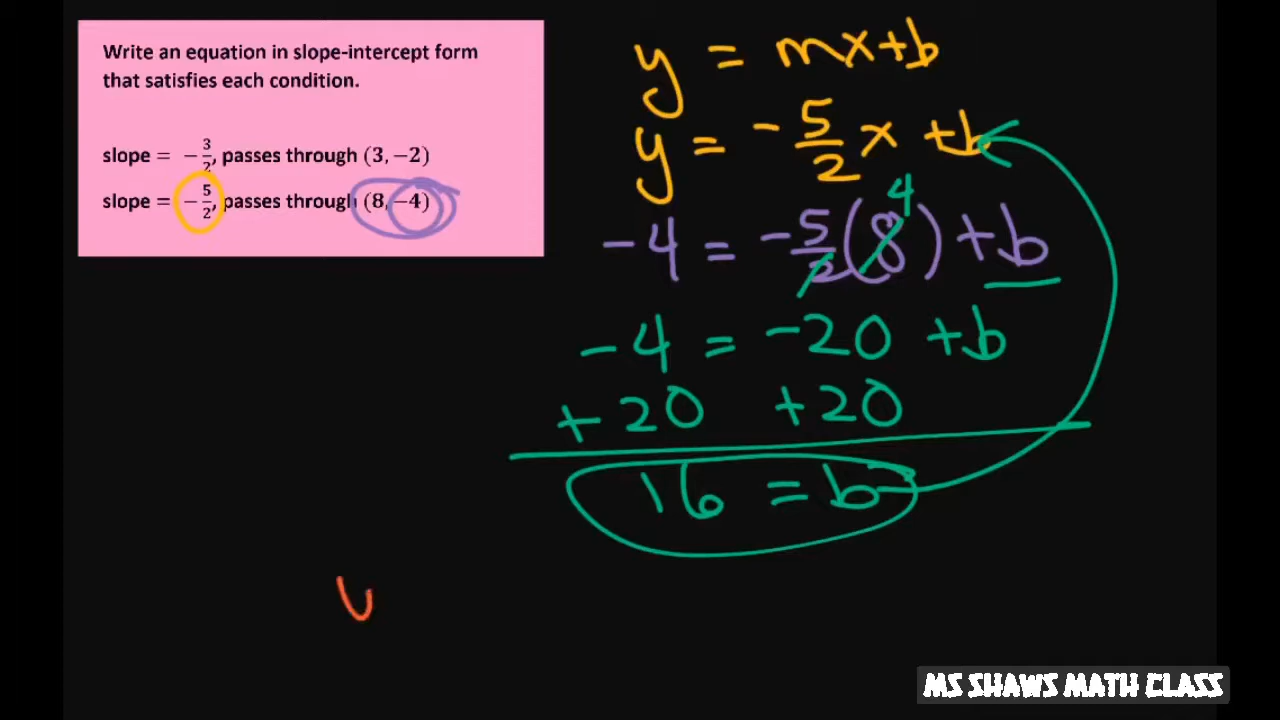 Write an equation in slope-intercept form
that satisfies each condition.
slope = −3/2, passes through (3, −2)
slope = −5/2, passes through (8, −4)
y = mx+b
y = -5/2 x + b
4
-4 = -5/2 (8) + b
-4 = -20 + b
+20 +20
16 = b
MS SHAWS MATH CLASS